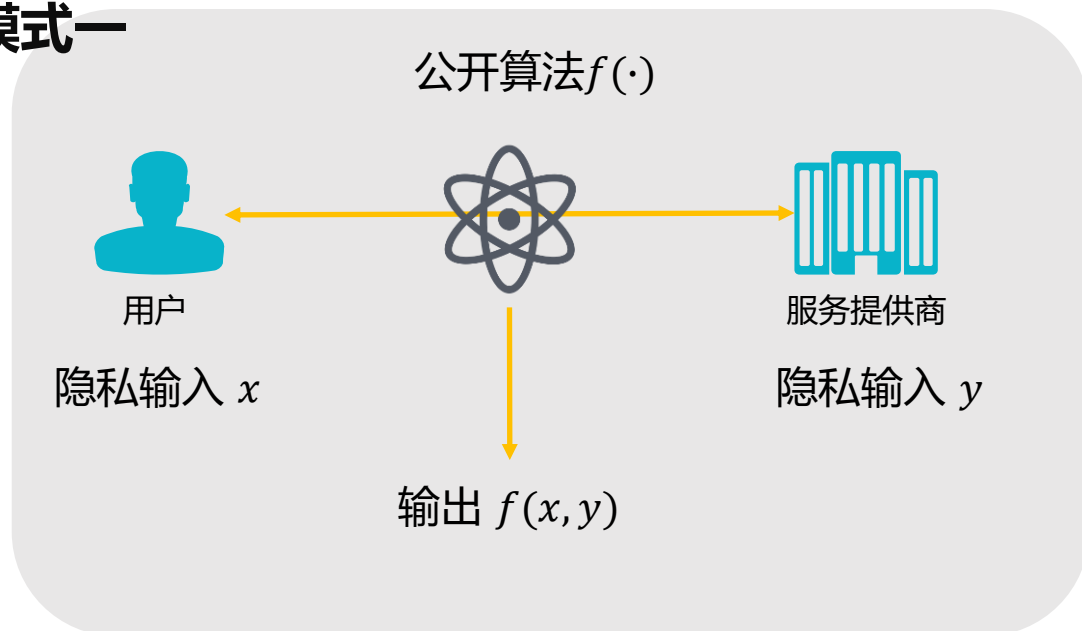 模式一
公开算法f(·)
用户
服务提供商
隐私输入 x
隐私输入 y
输出 f(x,y)